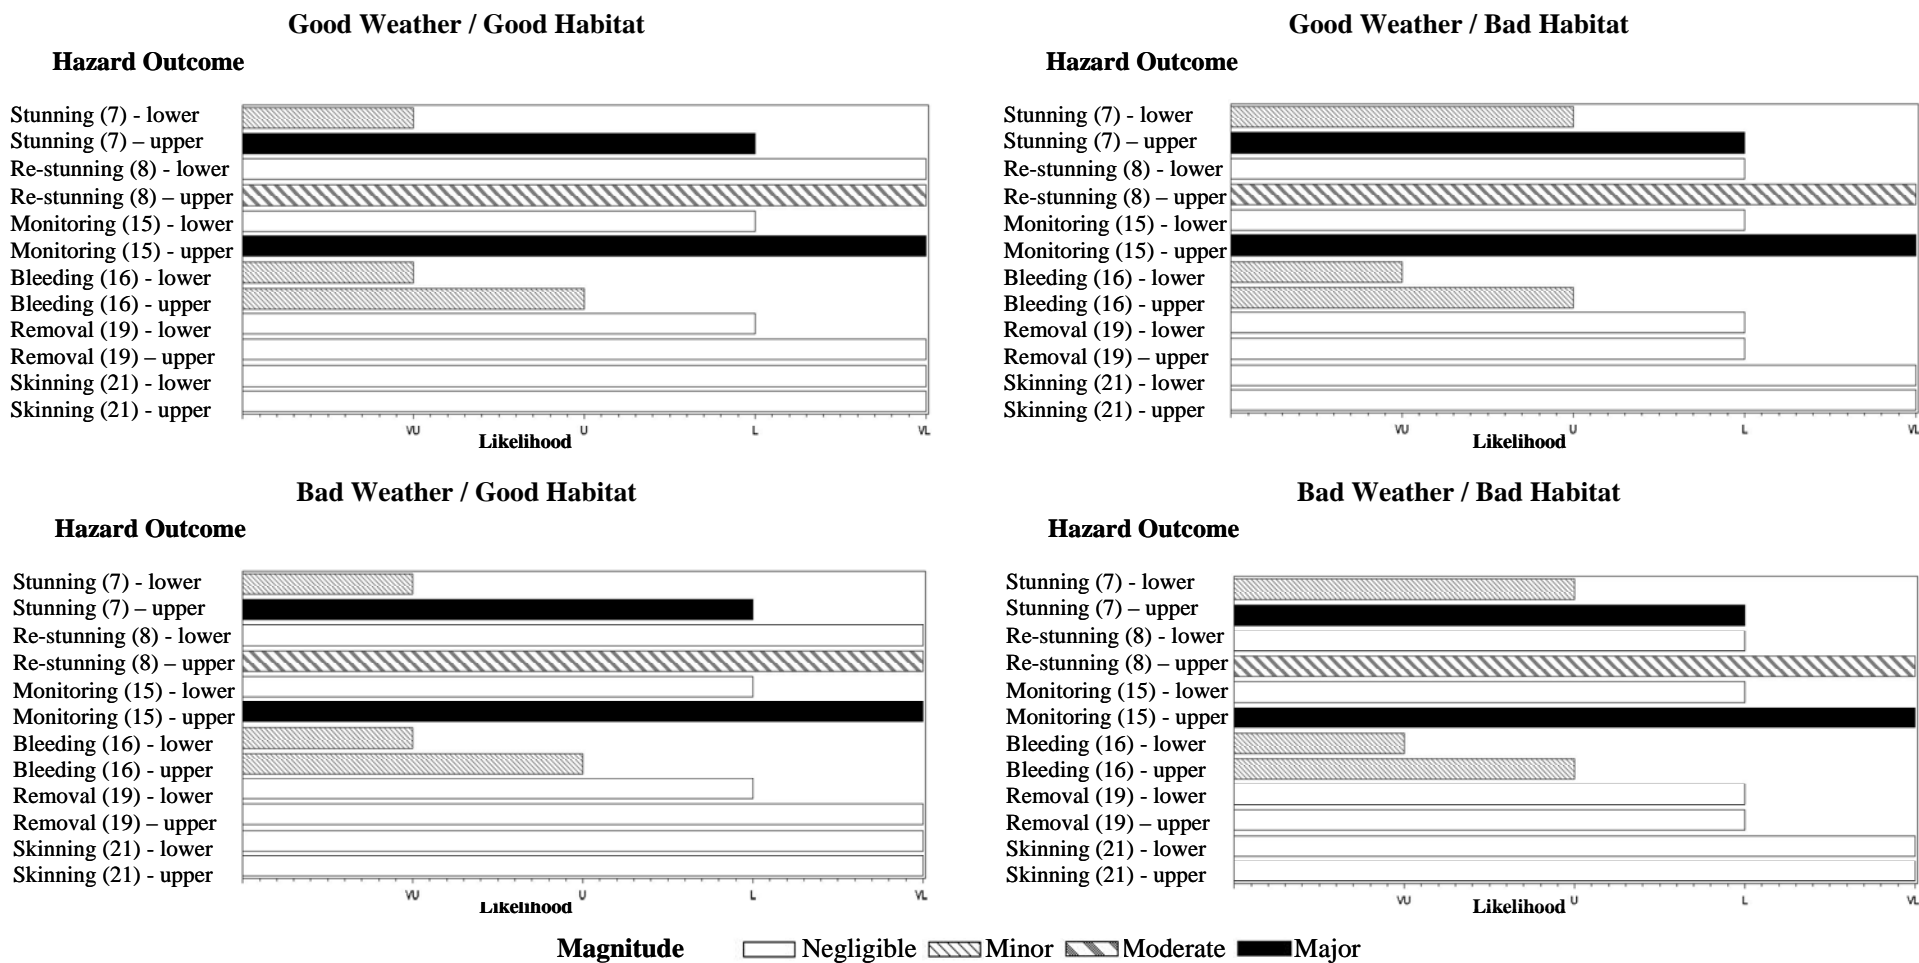 Good Weather / Good Habitat
Hazard Outcome
Stunning (7) - lower
Stunning (7) – upper
Re-stunning (8) - lower
Re-stunning (8) – upper
Monitoring (15) - lower
Monitoring (15) - upper
Bleeding (16) - lower
Bleeding (16) - upper
Removal (19) - lower
Removal (19) – upper
Skinning (21) - lower
Skinning (21) - upper
VU U L VL
Likelihood
Good Weather / Bad Habitat
Hazard Outcome
Stunning (7) - lower
Stunning (7) – upper
Re-stunning (8) - lower
Re-stunning (8) – upper
Monitoring (15) - lower
Monitoring (15) - upper
Bleeding (16) - lower
Bleeding (16) - upper
Removal (19) - lower
Removal (19) – upper
Skinning (21) - lower
Skinning (21) - upper
VU U L VL
Likelihood
Bad Weather / Good Habitat
Hazard Outcome
Stunning (7) - lower
Stunning (7) – upper
Re-stunning (8) - lower
Re-stunning (8) – upper
Monitoring (15) - lower
Monitoring (15) - upper
Bleeding (16) - lower
Bleeding (16) - upper
Removal (19) - lower
Removal (19) – upper
Skinning (21) - lower
Skinning (21) - upper
VU U L VL
Likelihood
Bad Weather / Bad Habitat
Hazard Outcome
Stunning (7) - lower
Stunning (7) – upper
Re-stunning (8) - lower
Re-stunning (8) – upper
Monitoring (15) - lower
Monitoring (15) - upper
Bleeding (16) - lower
Bleeding (16) - upper
Removal (19) - lower
Removal (19) – upper
Skinning (21) - lower
Skinning (21) - upper
VU U L VL
Likelihood
Magnitude Negligible Minor Moderate Major